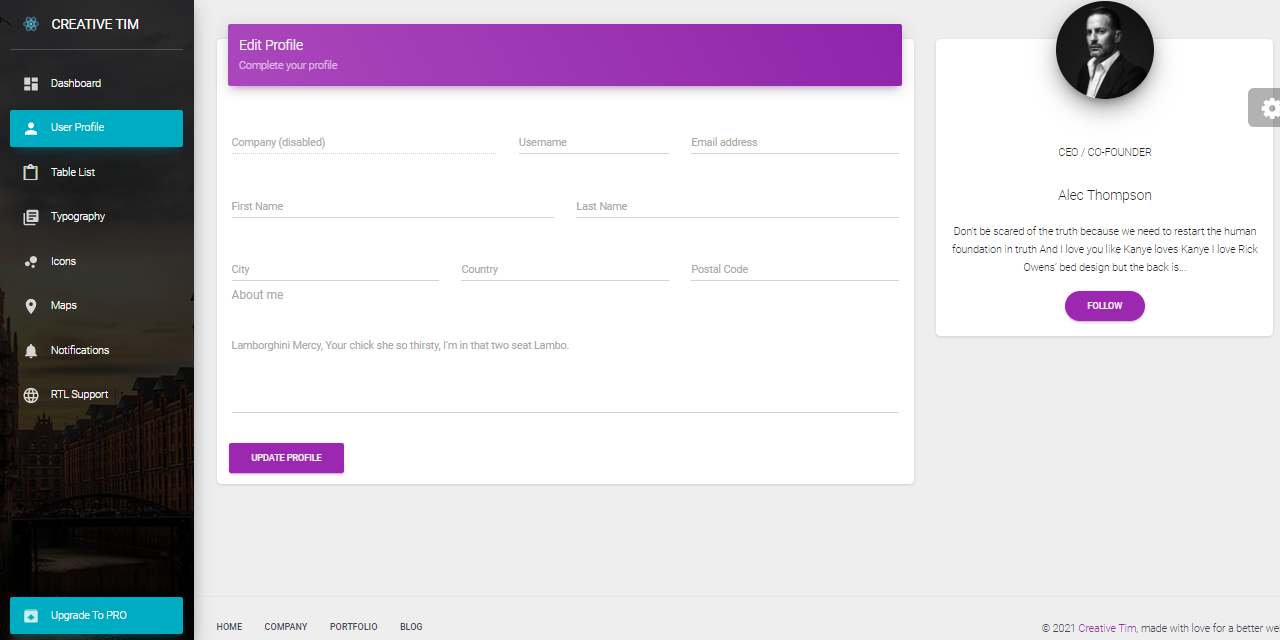 CREATIVE TIM
Dashboard
User Profile
Table List
Typography
Icons
Maps
Notifications
RTL Support
Upgrade To PRO
Edit Profile
Complete your profile
Company (disabled)
Username
Email address
First Name
Last Name
City
Country
Postal Code
About me
Lamborghini Mercy, Your chick she so thirsty, I'm in that two seat Lambo.
UPDATE PROFILE
CEO / CO-FOUNDER
Alec Thompson
Don't be scared of the truth because we need to restart the human
foundation in truth And I love you like Kanye loves Kanye I love Rick
Owens' bed design but the back is...
FOLLOW
HOME
COMPANY
PORTFOLIO
BLOG
© 2021 Creative Tim, made with love for a better we